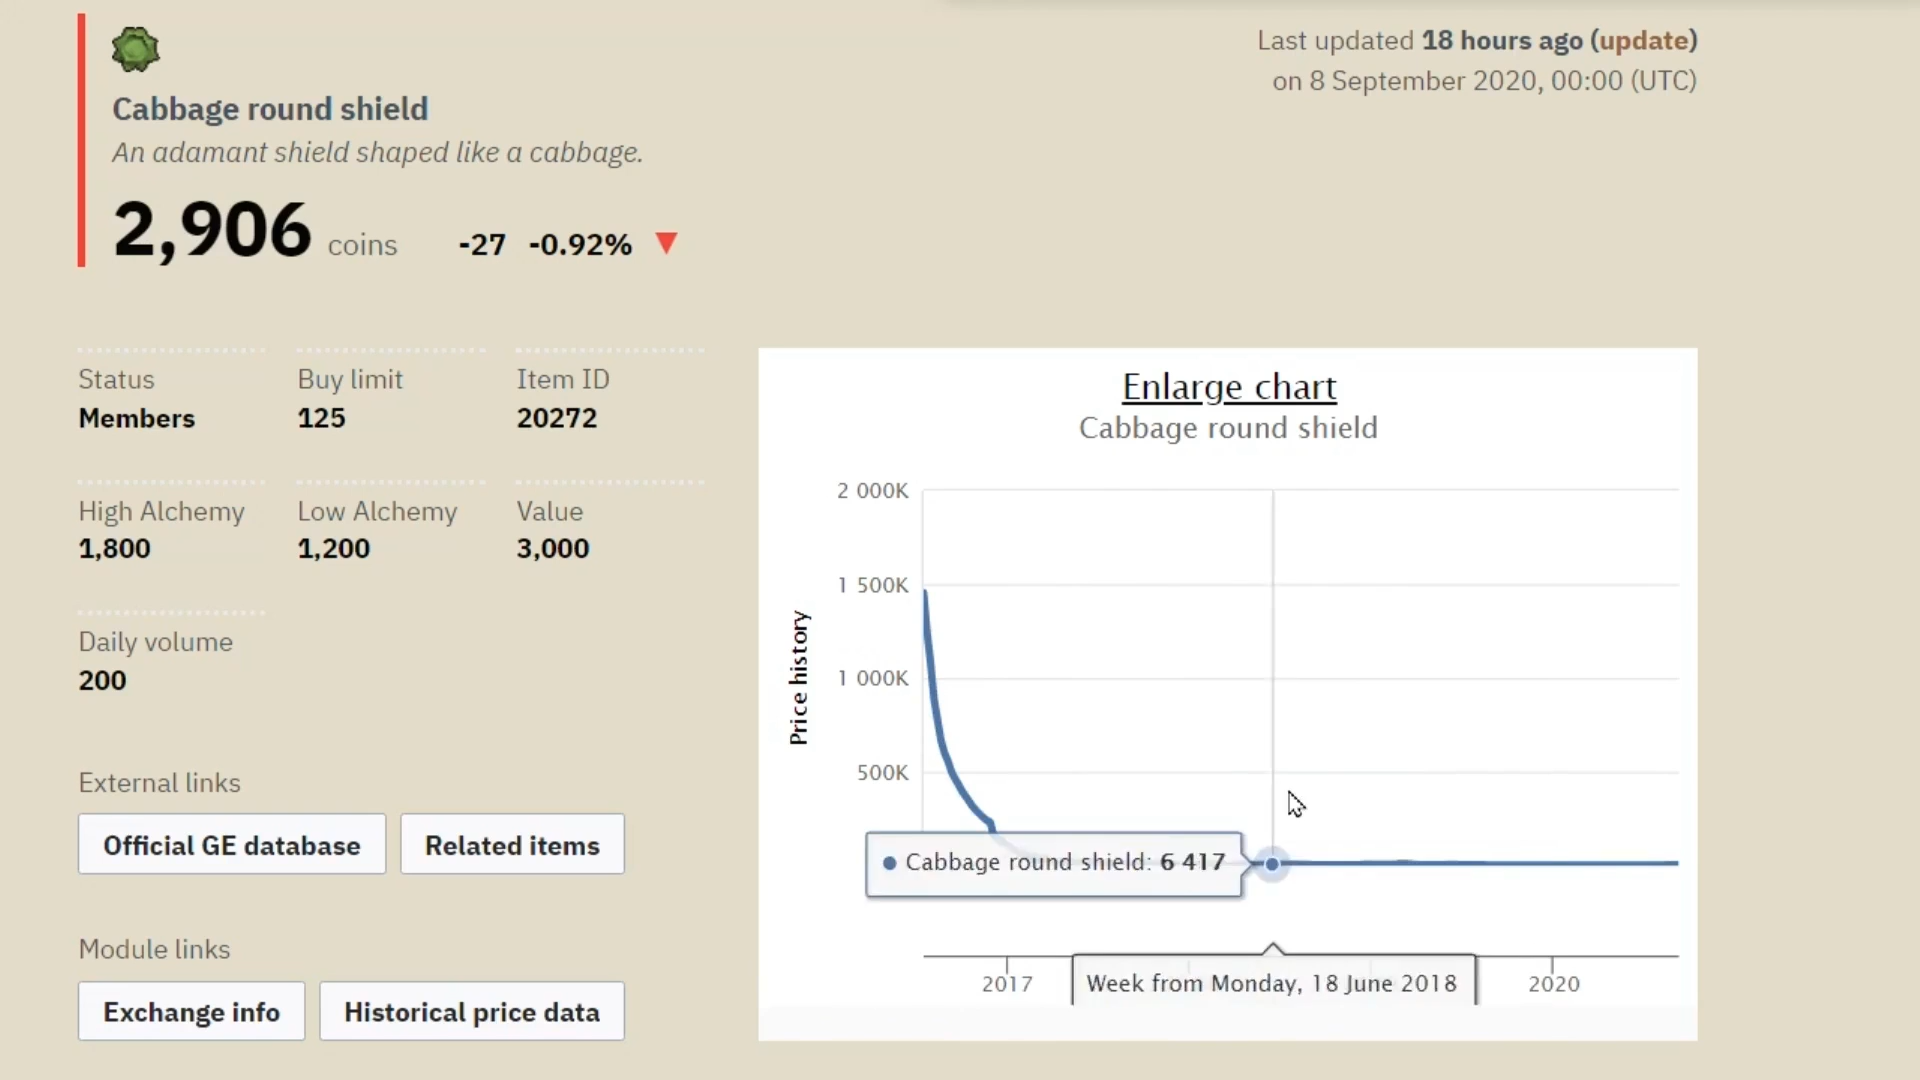 Last updated 18 hours ago (update)
on 8 September 2020, 00:00 (UTC)
Cabbage round shield
An adamant shield shaped like a cabbage.
2,906 coins -27 -0.92% ▼
Status
Members
Buy limit
125
Item ID
20272
High Alchemy
1,800
Low Alchemy
1,200
Value
3,000
Daily volume
200
External links
Official GE database
Related items
Module links
Exchange info
Historical price data
Enlarge chart
Cabbage round shield
Price history
2 000K
1 500K
1 000K
500K
Cabbage round shield: 6 417
2017
Week from Monday, 18 June 2018
2020